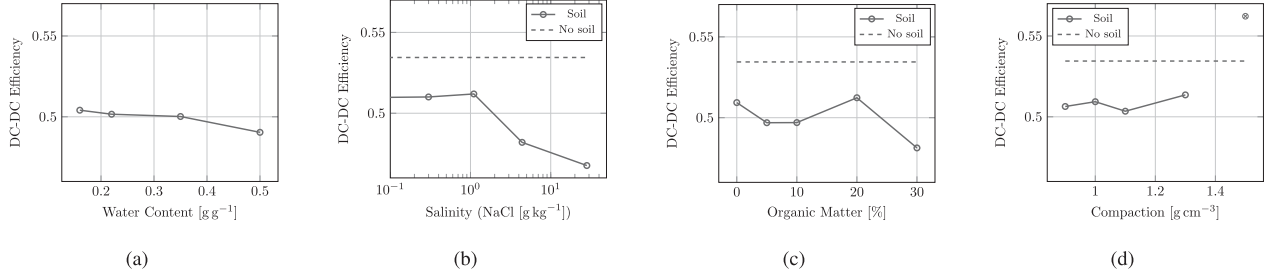 DC-DC Efficiency
0.55
0.5
0.2 0.3 0.4 0.5
Water Content [g g⁻¹]
(a)
DC-DC Efficiency
0.55
0.5
Soil
No soil
10⁻¹ 10⁰ 10¹
Salinity (NaCl [g kg⁻¹])
(b)
DC-DC Efficiency
0.55
0.5
Soil
No soil
0 10 20 30
Organic Matter [%]
(c)
DC-DC Efficiency
0.55
0.5
Soil
No soil
1 1.2 1.4
Compaction [g cm⁻³]
(d)